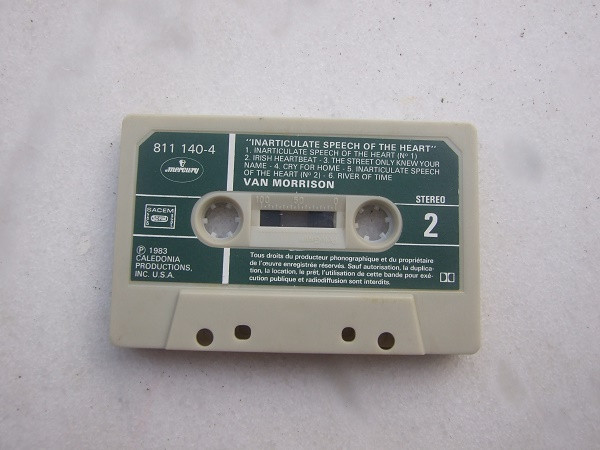 811 140-4
mercury
SACEM
℗ 1983
CALEDONIA
PRODUCTIONS,
INC. U.S.A.
"INARTICULATE SPEECH OF THE HEART"
1. INARTICULATE SPEECH OF THE HEART (Nº 1)
2. IRISH HEARTBEAT - 3. THE STREET ONLY KNEW YOUR
NAME - 4. CRY FOR HOME - 5. INARTICULATE SPEECH
OF THE HEART (Nº 2) - 6. RIVER OF TIME
VAN MORRISON
STEREO
2
Tous droits du producteur phonographique et du propriétaire
de l'œuvre enregistrée réservés. Sauf autorisation, la duplica-
tion, la location, le prêt, l'utilisation de cette bande pour exé-
cution publique et radiodiffusion sont interdits.